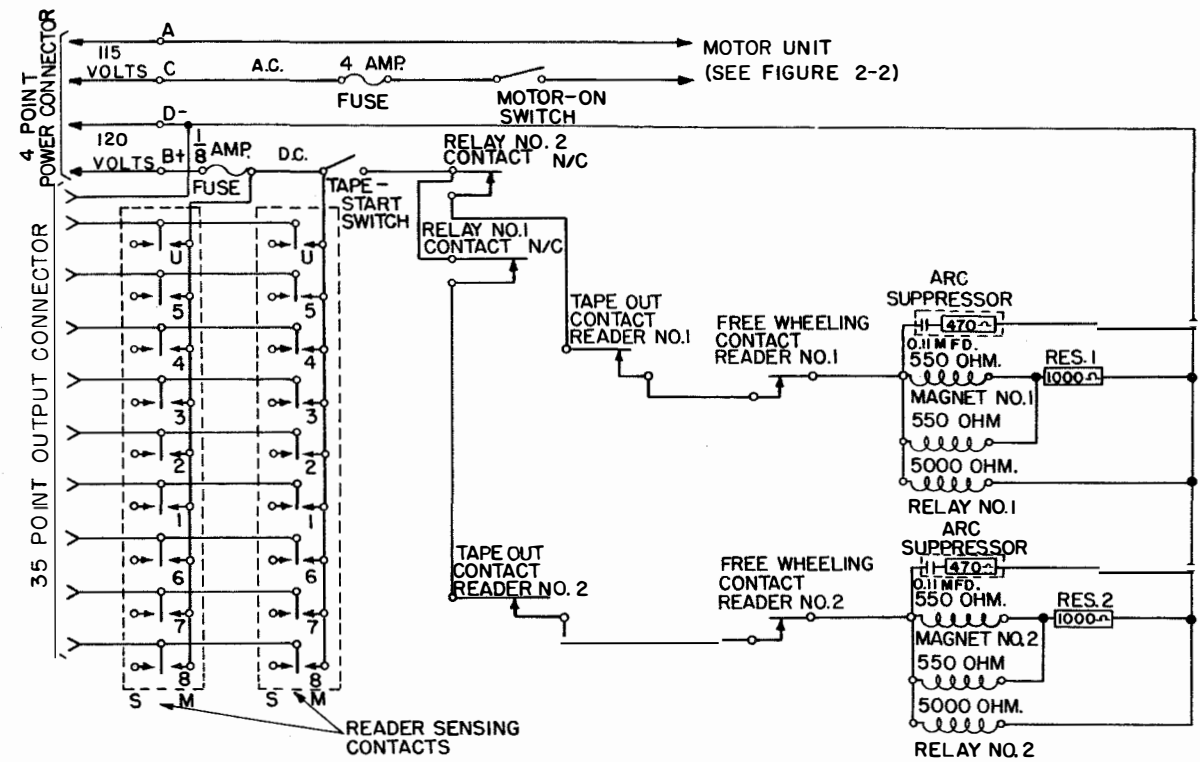 4 POINT
POWER CONNECTOR
A
115
VOLTS
C
A.C.
4 AMP.
FUSE
MOTOR-ON
SWITCH
MOTOR UNIT
(SEE FIGURE 2-2)
D-
120
VOLTS
B+
1/8 AMP.
FUSE
D.C.
TAPE-
START
SWITCH
RELAY NO. 2
CONTACT N/C
RELAY NO.1
CONTACT N/C
35 POINT OUTPUT CONNECTOR
U U
5 5
4 4
3 3
2 2
1 1
6 6
7 7
8 8
S M S M
READER SENSING
CONTACTS
TAPE OUT
CONTACT
READER NO.1
FREE WHEELING
CONTACT
READER NO.1
ARC
SUPPRESSOR
470Ω
0.11 MFD.
550 OHM.
RES. 1
1000Ω
MAGNET NO.1
550 OHM
5000 OHM.
RELAY NO.1
TAPE OUT
CONTACT
READER NO. 2
FREE WHEELING
CONTACT
READER NO.2
ARC
SUPPRESSOR
470Ω
0.11 MFD.
550 OHM.
RES. 2
1000Ω
MAGNET NO.2
550 OHM
5000 OHM.
RELAY NO. 2